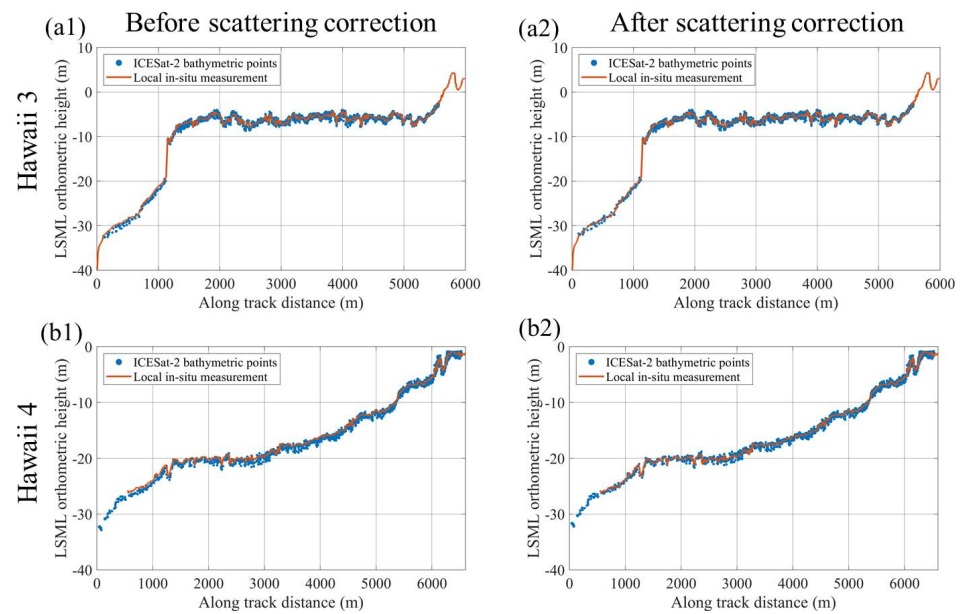 (a1) Before scattering correction
(a2) After scattering correction
Hawaii 3
LSML orthometric height (m)
10
0
-10
-20
-30
-40
ICESat-2 bathymetric points
Local in-situ measurement
0 1000 2000 3000 4000 5000 6000
Along track distance (m)
LSML orthometric height (m)
10
0
-10
-20
-30
-40
ICESat-2 bathymetric points
Local in-situ measurement
0 1000 2000 3000 4000 5000 6000
Along track distance (m)
Hawaii 4
(b1)
LSML orthometric height (m)
0
-10
-20
-30
-40
ICESat-2 bathymetric points
Local in-situ measurement
0 1000 2000 3000 4000 5000 6000
Along track distance (m)
(b2)
LSML orthometric height (m)
0
-10
-20
-30
-40
ICESat-2 bathymetric points
Local in-situ measurement
0 1000 2000 3000 4000 5000 6000
Along track distance (m)